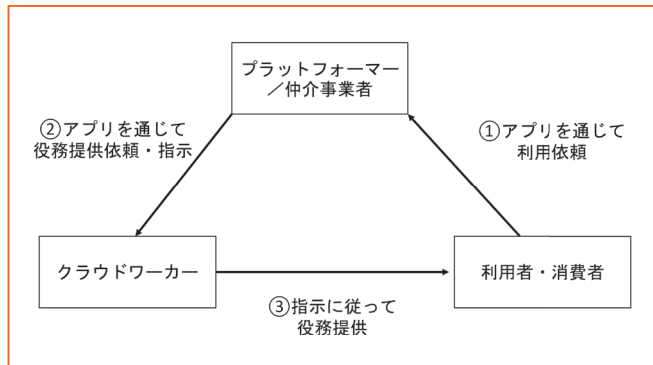 プラットフォーマー
／仲介事業者
②アプリを通じて
役務提供依頼・指示
①アプリを通じて
利用依頼
クラウドワーカー
利用者・消費者
③指示に従って
役務提供